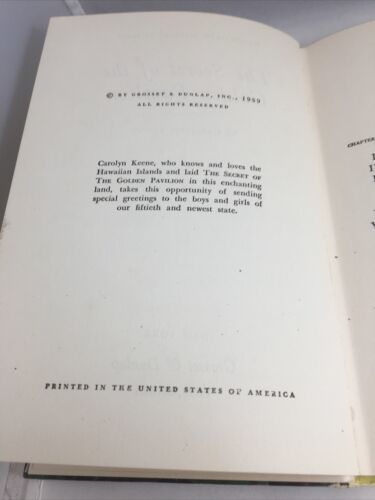 © BY GROSSET & DUNLAP, INC., 1959
ALL RIGHTS RESERVED
Carolyn Keene, who knows and loves the
Hawaiian Islands and laid THE SECRET OF
THE GOLDEN PAVILION in this enchanting
land, takes this opportunity of sending
special greetings to the boys and girls of
our fiftieth and newest state.
PRINTED IN THE UNITED STATES OF AMERICA
CHAPTER